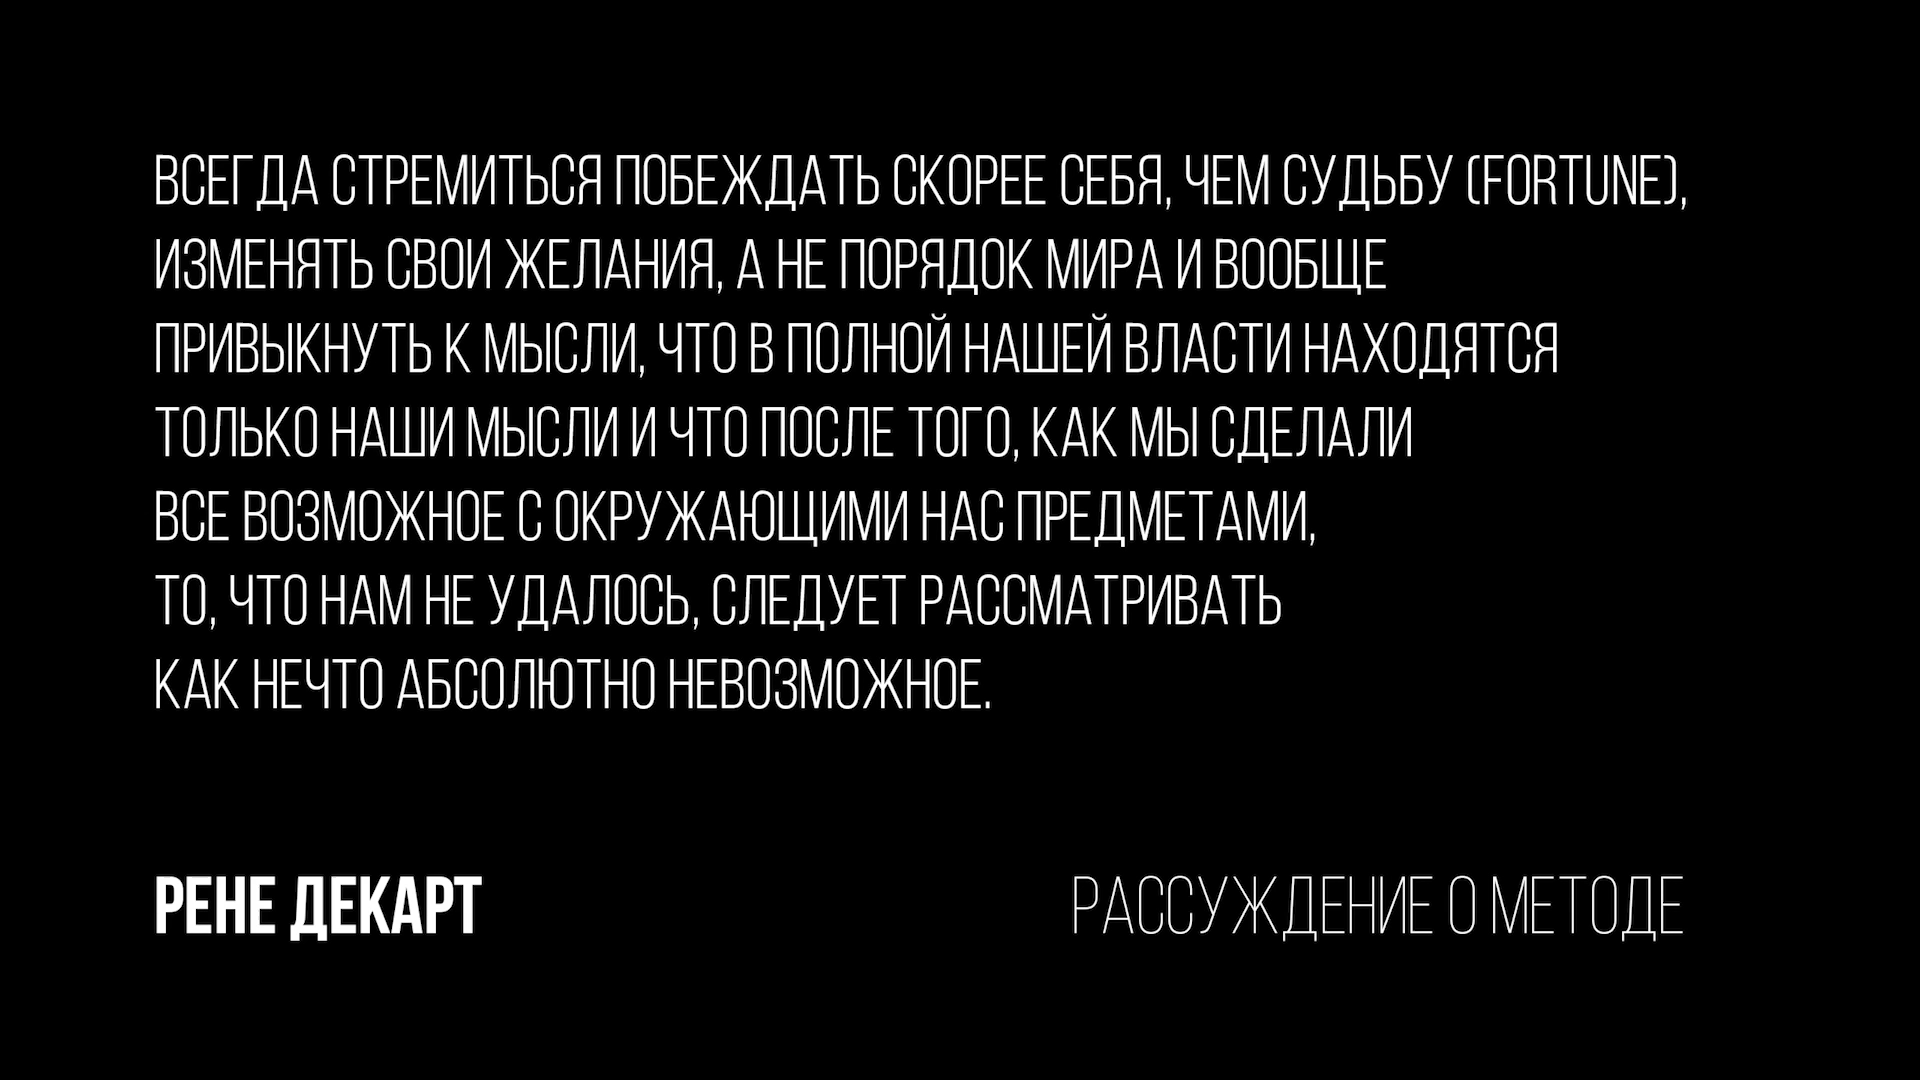 ВСЕГДА СТРЕМИТЬСЯ ПОБЕЖДАТЬ СКОРЕЕ СЕБЯ, ЧЕМ СУДЬБУ (FORTUNE),
ИЗМЕНЯТЬ СВОИ ЖЕЛАНИЯ, А НЕ ПОРЯДОК МИРА И ВООБЩЕ
ПРИВЫКНУТЬ К МЫСЛИ, ЧТО В ПОЛНОЙ НАШЕЙ ВЛАСТИ НАХОДЯТСЯ
ТОЛЬКО НАШИ МЫСЛИ И ЧТО ПОСЛЕ ТОГО, КАК МЫ СДЕЛАЛИ
ВСЕ ВОЗМОЖНОЕ С ОКРУЖАЮЩИМИ НАС ПРЕДМЕТАМИ,
ТО, ЧТО НАМ НЕ УДАЛОСЬ, СЛЕДУЕТ РАССМАТРИВАТЬ
КАК НЕЧТО АБСОЛЮТНО НЕВОЗМОЖНОЕ.
РЕНЕ ДЕКАРТ
РАССУЖДЕНИЕ О МЕТОДЕ